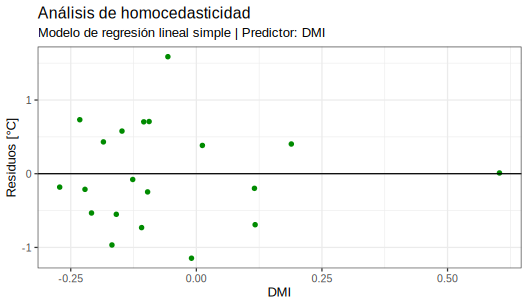 Análisis de homocedasticidad
Modelo de regresión lineal simple | Predictor: DMI
Residuos [°C]
1
0
-1
-0.25
0.00
0.25
0.50
DMI